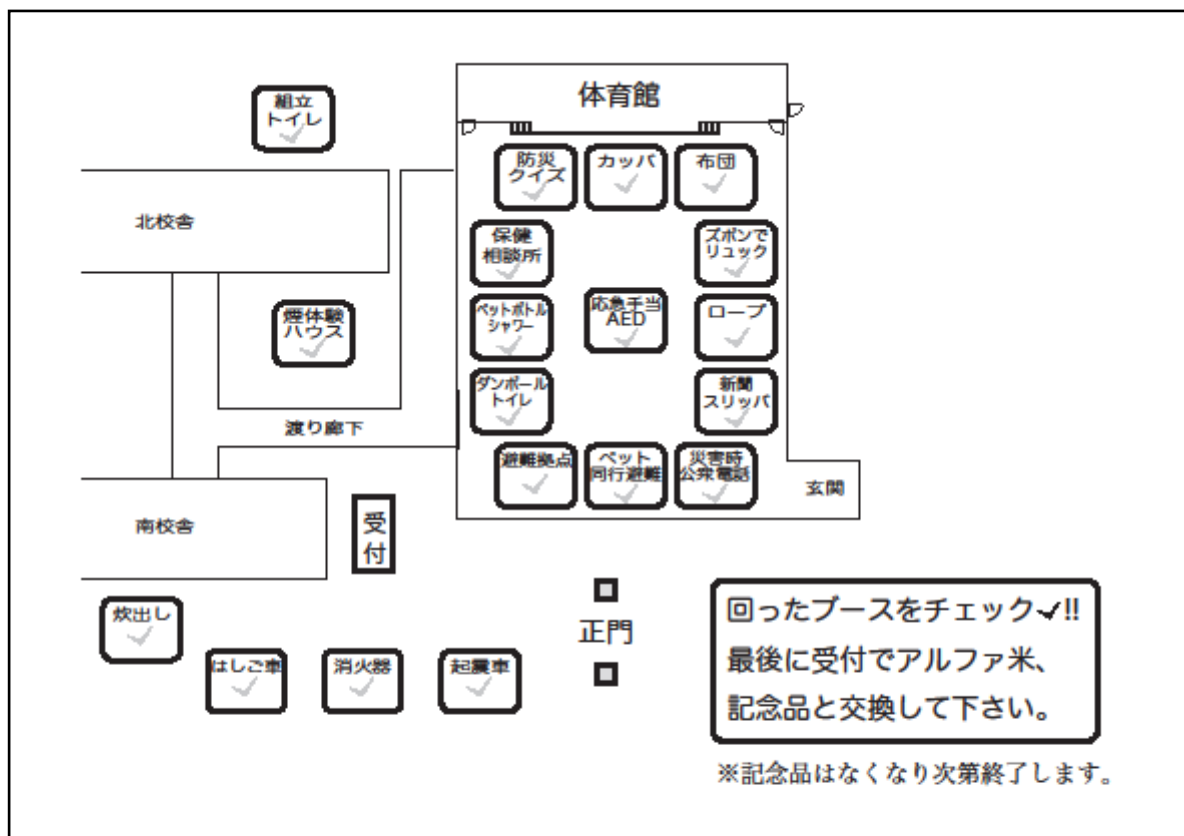 体育館
組立
トイレ
防災
クイズ
カッパ
布団
北校舎
保健
相談所
ズボンで
リュック
煙体験
ハウス
ペットボトル
シャワー
応急手当
AED
ロープ
ダンボール
トイレ
新聞
スリッパ
渡り廊下
避難拠点
ペット
同行避難
災害時
公衆電話
玄関
南校舎
受付
炊出し
はしご車
消火器
起震車
正門
回ったブースをチェック✓!!
最後に受付でアルファ米、
記念品と交換して下さい。
※記念品はなくなり次第終了します。